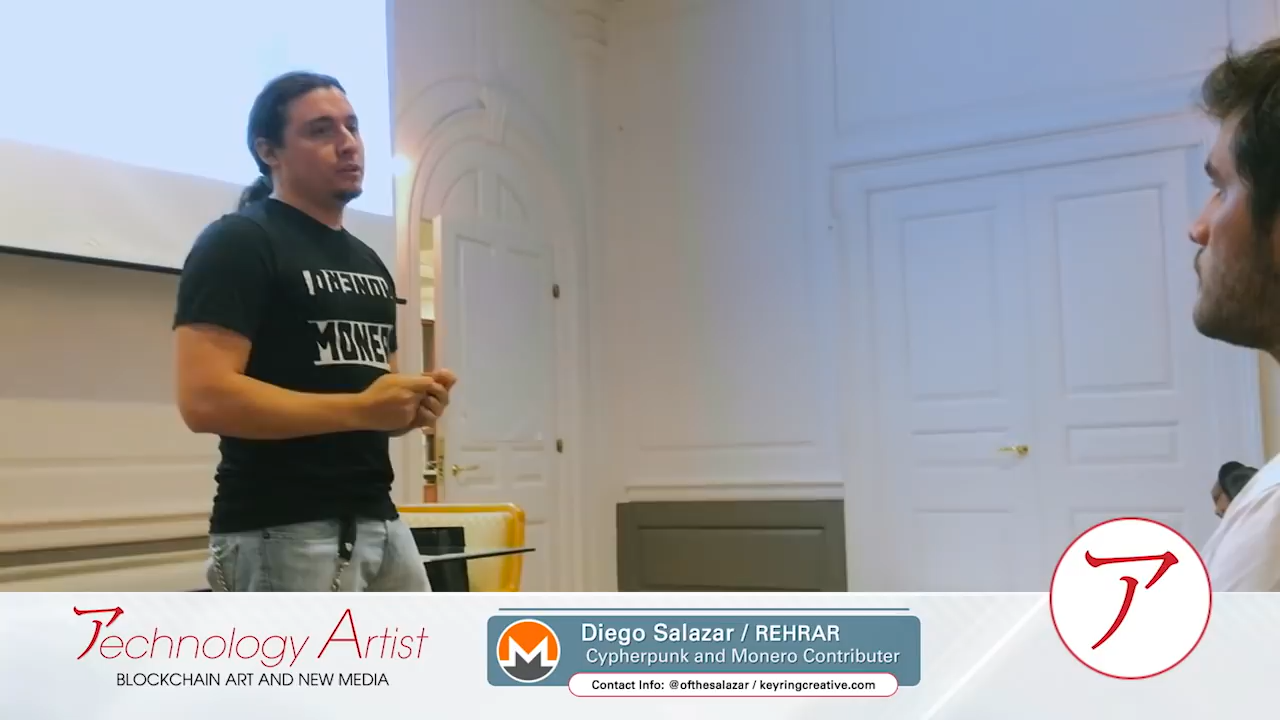 MONERO
Technology Artist
BLOCKCHAIN ART AND NEW MEDIA
Diego Salazar / REHRAR
Cypherpunk and Monero Contributer
Contact Info: @ofthesalazar / keyringcreative.com